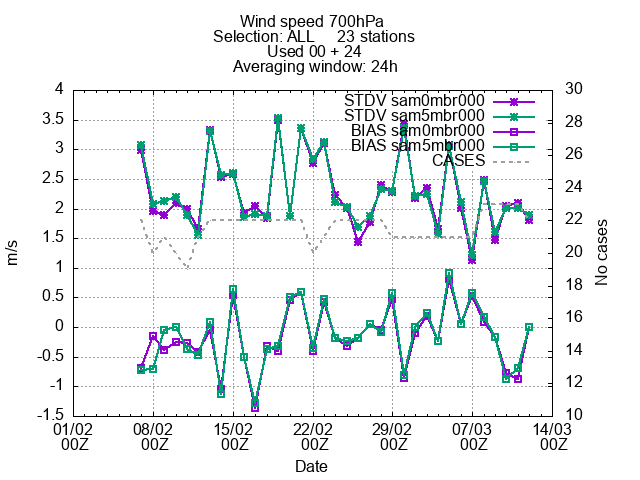 Wind speed 700hPa
Selection: ALL 23 stations
Used 00 + 24
Averaging window: 24h
STDV sam0mbr000
STDV sam5mbr000
BIAS sam0mbr000
BIAS sam5mbr000
CASES
4
3.5
3
2.5
2
1.5
1
0.5
0
-0.5
-1
-1.5
m/s
30
28
26
24
22
20
18
16
14
12
10
No cases
01/02 08/02 15/02 22/02 29/02 07/03 14/03
00Z 00Z 00Z 00Z 00Z 00Z 00Z
Date